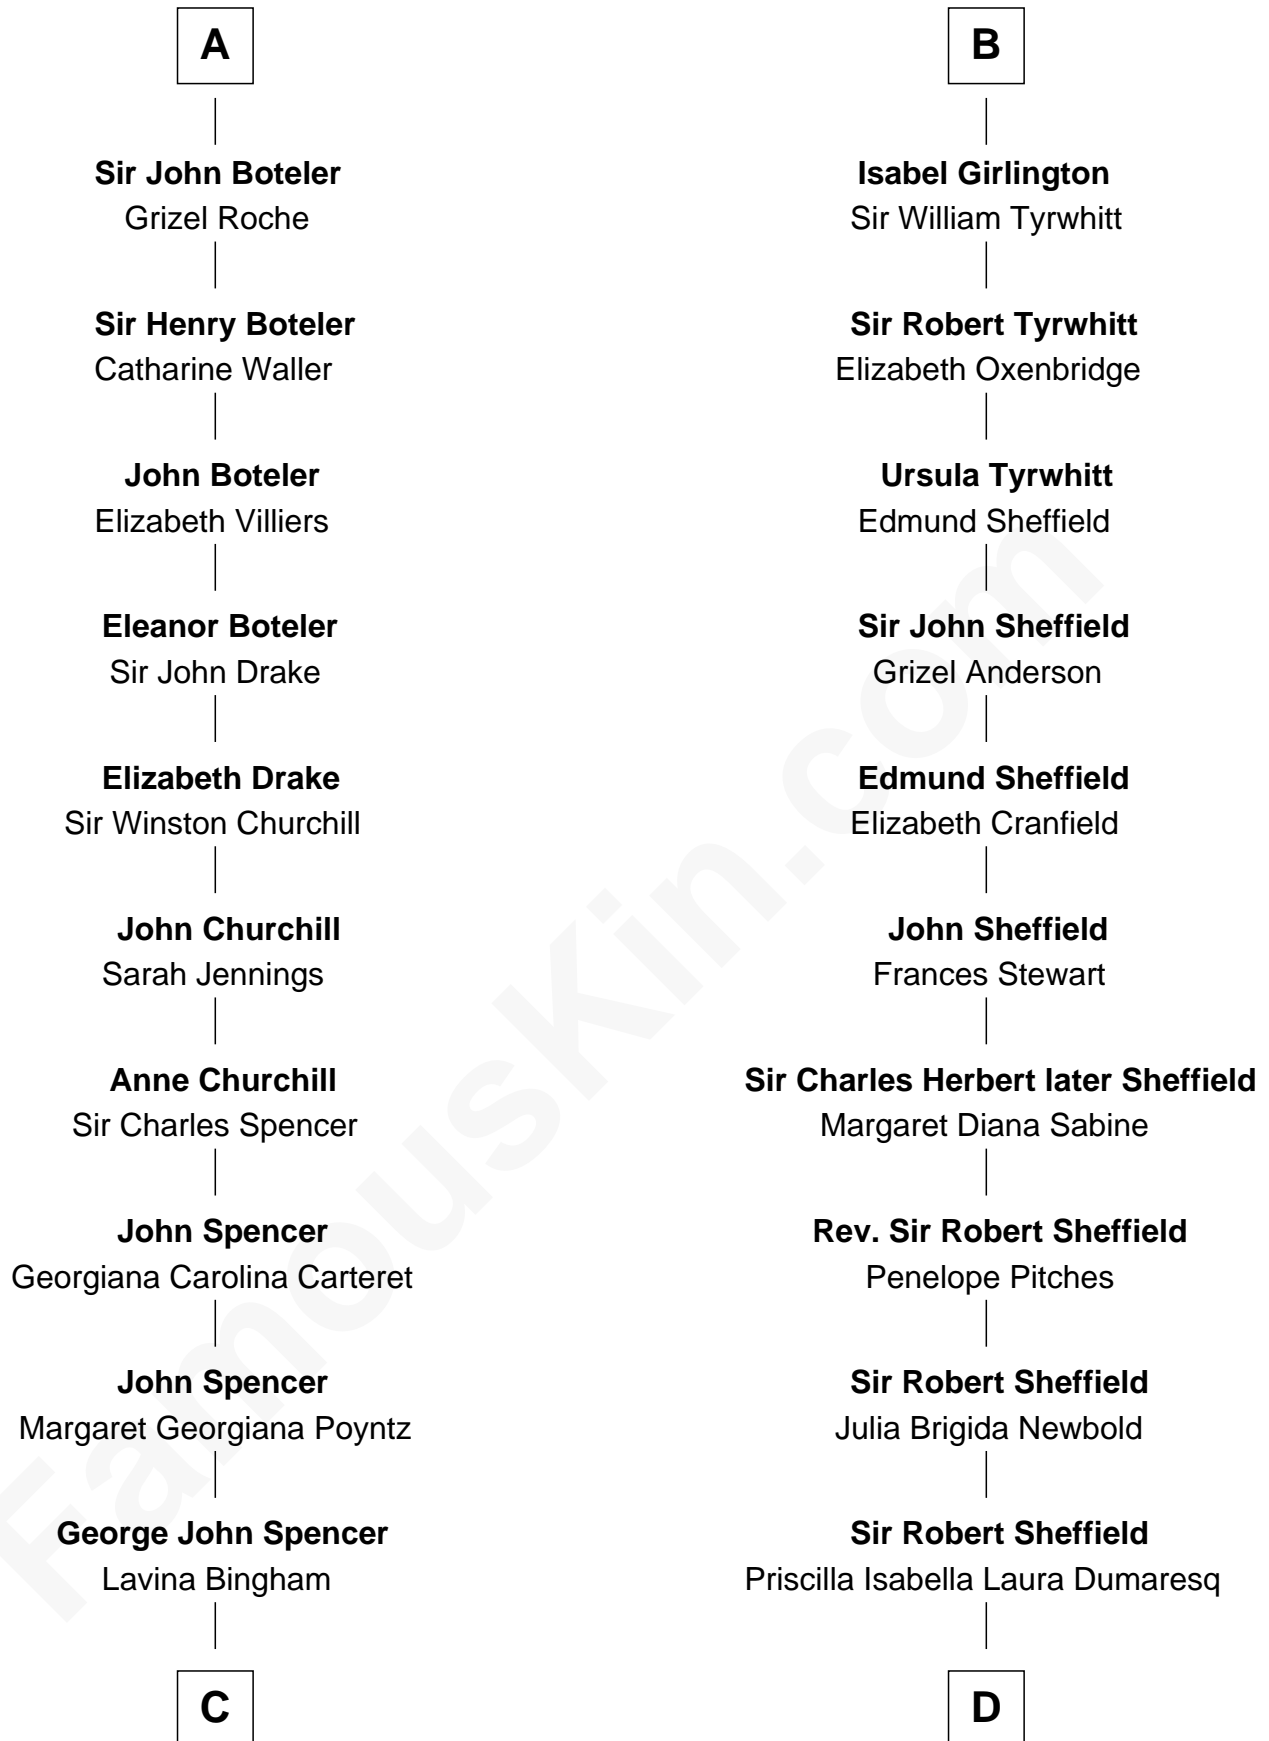 A
Sir John Boteler
Grizel Roche
Sir Henry Boteler
Catharine Waller
John Boteler
Elizabeth Villiers
Eleanor Boteler
Sir John Drake
Elizabeth Drake
Sir Winston Churchill
John Churchill
Sarah Jennings
Anne Churchill
Sir Charles Spencer
John Spencer
Georgiana Carolina Carteret
John Spencer
Margaret Georgiana Poyntz
George John Spencer
Lavina Bingham
C
B
Isabel Girlington
Sir William Tyrwhitt
Sir Robert Tyrwhitt
Elizabeth Oxenbridge
Ursula Tyrwhitt
Edmund Sheffield
Sir John Sheffield
Grizel Anderson
Edmund Sheffield
Elizabeth Cranfield
John Sheffield
Frances Stewart
Sir Charles Herbert later Sheffield
Margaret Diana Sabine
Rev. Sir Robert Sheffield
Penelope Pitches
Sir Robert Sheffield
Julia Brigida Newbold
Sir Robert Sheffield
Priscilla Isabella Laura Dumaresq
D
FamousKin.com